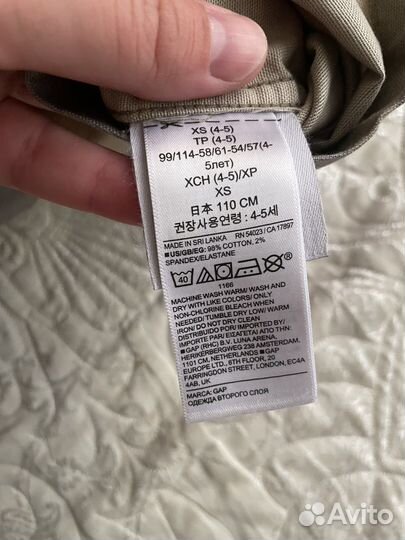 XS (4-5)
TP (4-5)
99/114-58/61-54/57(4-
5лет)
XCH (4-5)/XP
XS
日本 110 CM
권장사용연령: 4-5세
MADE IN SRI LANKA RN 54023 / CA 17897
■US/GB/EG: 98% COTTON, 2%
SPANDEX/ELASTANE
40
1166
MACHINE WASH WARM/ WASH AND
DRY WITH LIKE COLORS/ ONLY
NON-CHLORINE BLEACH WHEN
NEEDED/ TUMBLE DRY LOW/ WARM
IRON/ DO NOT DRY CLEAN
DISTRIBUIDO POR/ IMPORTED BY/
IMPORTE PAR/ ΕΙΣΑΓΕΤΑΙ ΑΠΟ ΤΗΝ:
■GAP (RHC) B.V. LUNA ARENA,
HERIKERBERGWEG 238 AMSTERDAM,
1101 CM, NETHERLANDS ■GAP
EUROPE LTD., 6TH FLOOR, 20
FARRINGDON STREET, LONDON, EC4A
4AB, UK
MARCA: GAP
ОДЕЖДА ВТОРОГО СЛОЯ
Avito